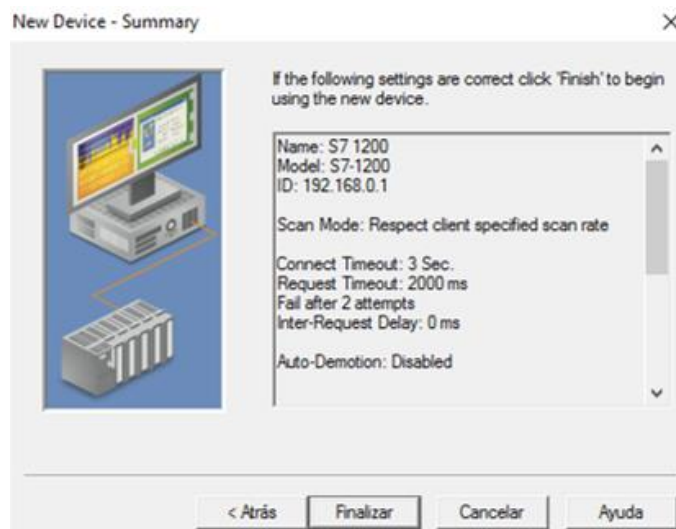 New Device - Summary
If the following settings are correct click 'Finish' to begin
using the new device.
Name: S7 1200
Model: S7-1200
ID: 192.168.0.1
Scan Mode: Respect client specified scan rate
Connect Timeout: 3 Sec.
Request Timeout: 2000 ms
Fail after 2 attempts
Inter-Request Delay: 0 ms
Auto-Demotion: Disabled
< Atrás
Finalizar
Cancelar
Ayuda